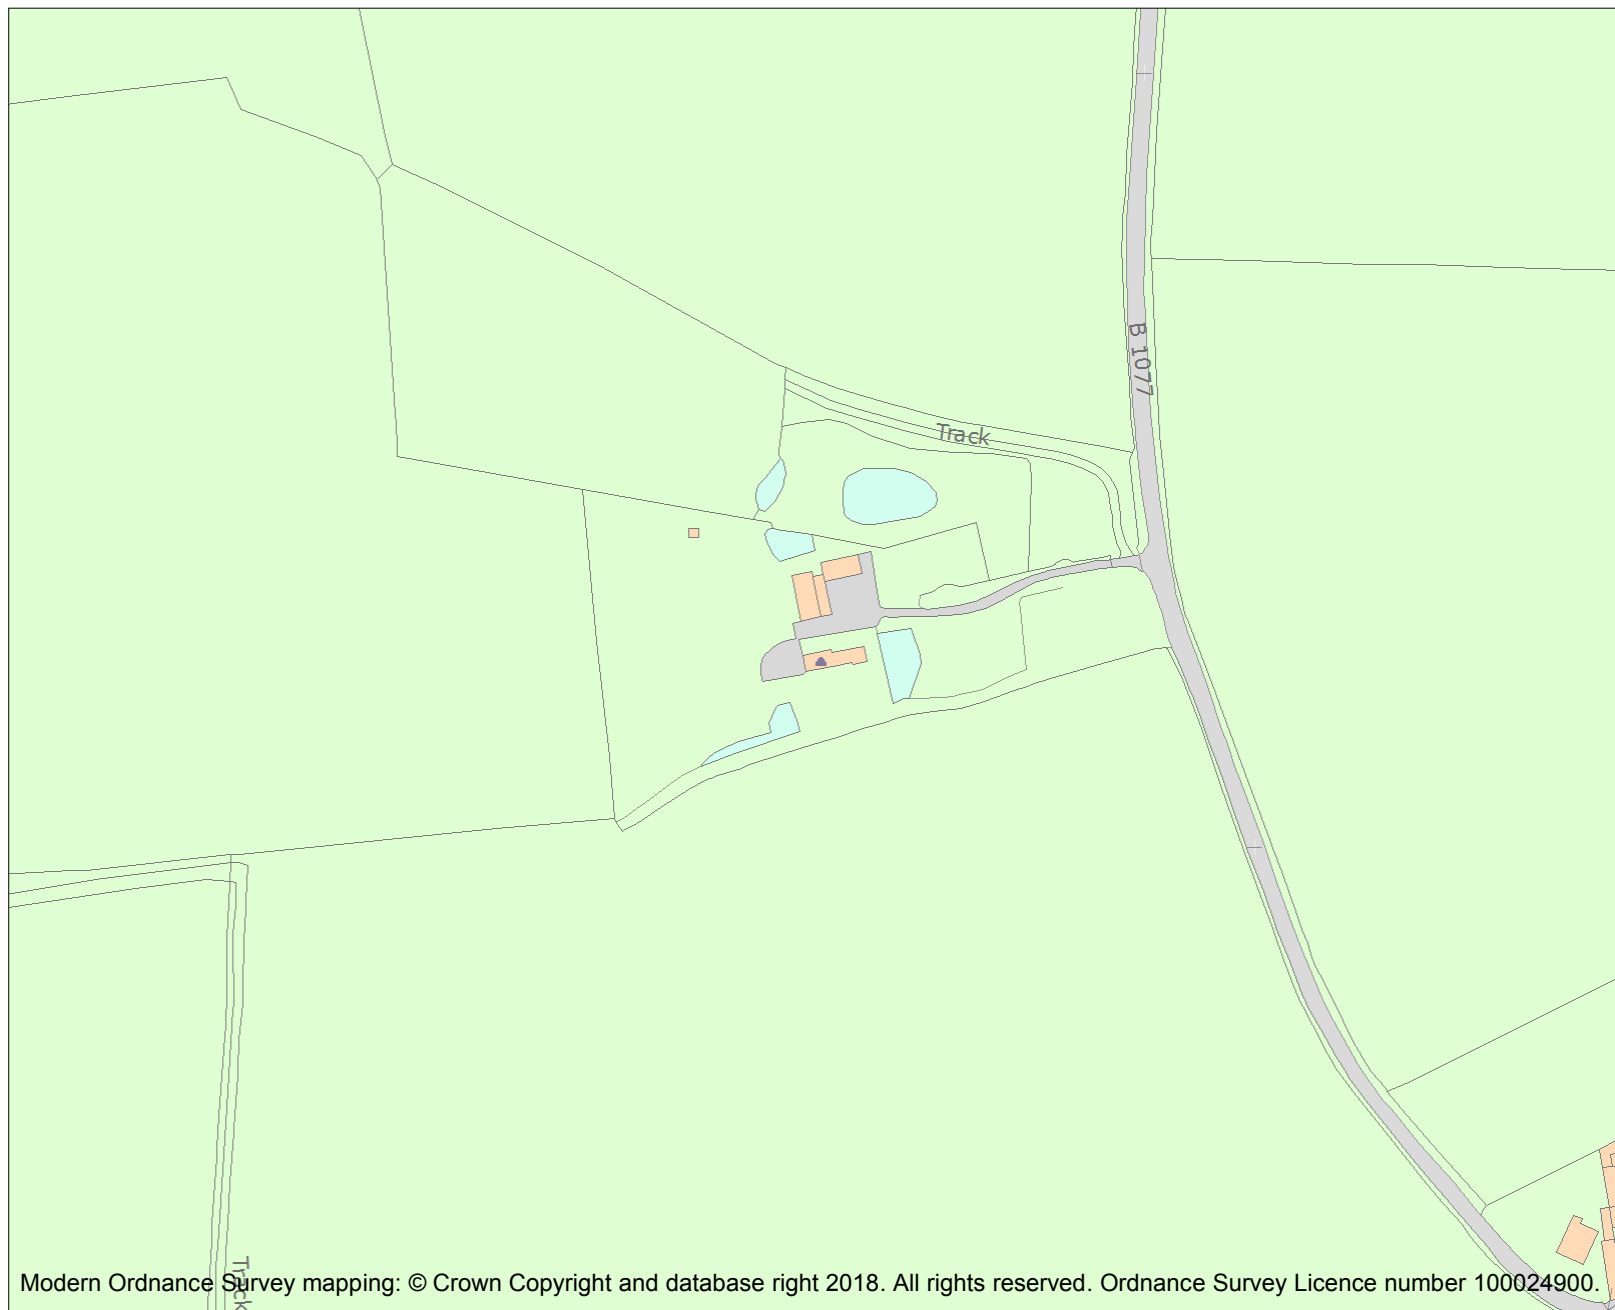 B 1077
Track
Track
Modern Ordnance Survey mapping: © Crown Copyright and database right 2018. All rights reserved. Ordnance Survey Licence number 100024900.